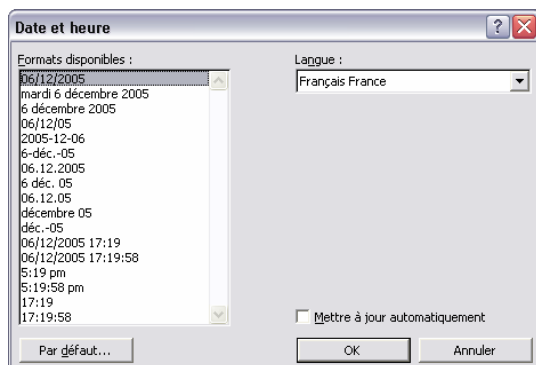 Date et heure
Formats disponibles :
06/12/2005
mardi 6 décembre 2005
6 décembre 2005
06/12/05
2005-12-06
6-déc.-05
06.12.2005
6 déc. 05
06.12.05
décembre 05
déc.-05
06/12/2005 17:19
06/12/2005 17:19:58
5:19 pm
5:19:58 pm
17:19
17:19:58
Langue :
Français France
Mettre à jour automatiquement
Par défaut...
OK
Annuler